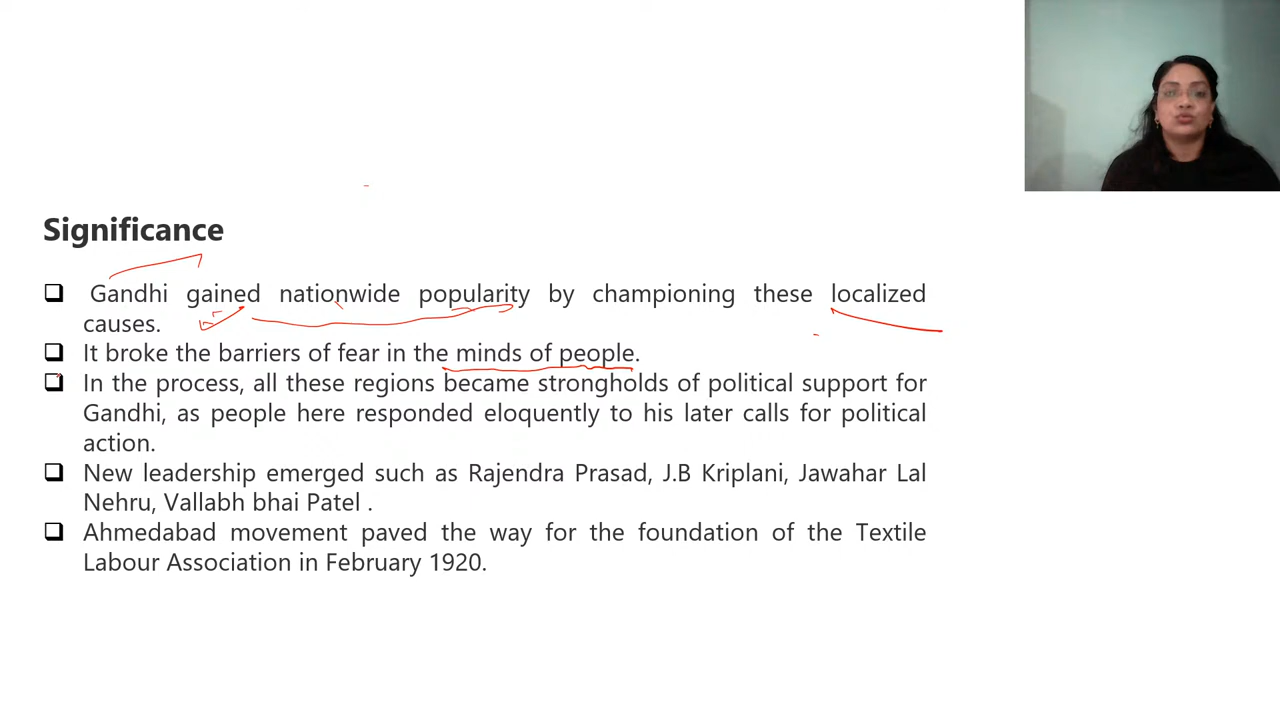 Significance
Gandhi gained nationwide popularity by championing these localized
causes.
It broke the barriers of fear in the minds of people.
In the process, all these regions became strongholds of political support for
Gandhi, as people here responded eloquently to his later calls for political
action.
New leadership emerged such as Rajendra Prasad, J.B Kriplani, Jawahar Lal
Nehru, Vallabh bhai Patel .
Ahmedabad movement paved the way for the foundation of the Textile
Labour Association in February 1920.